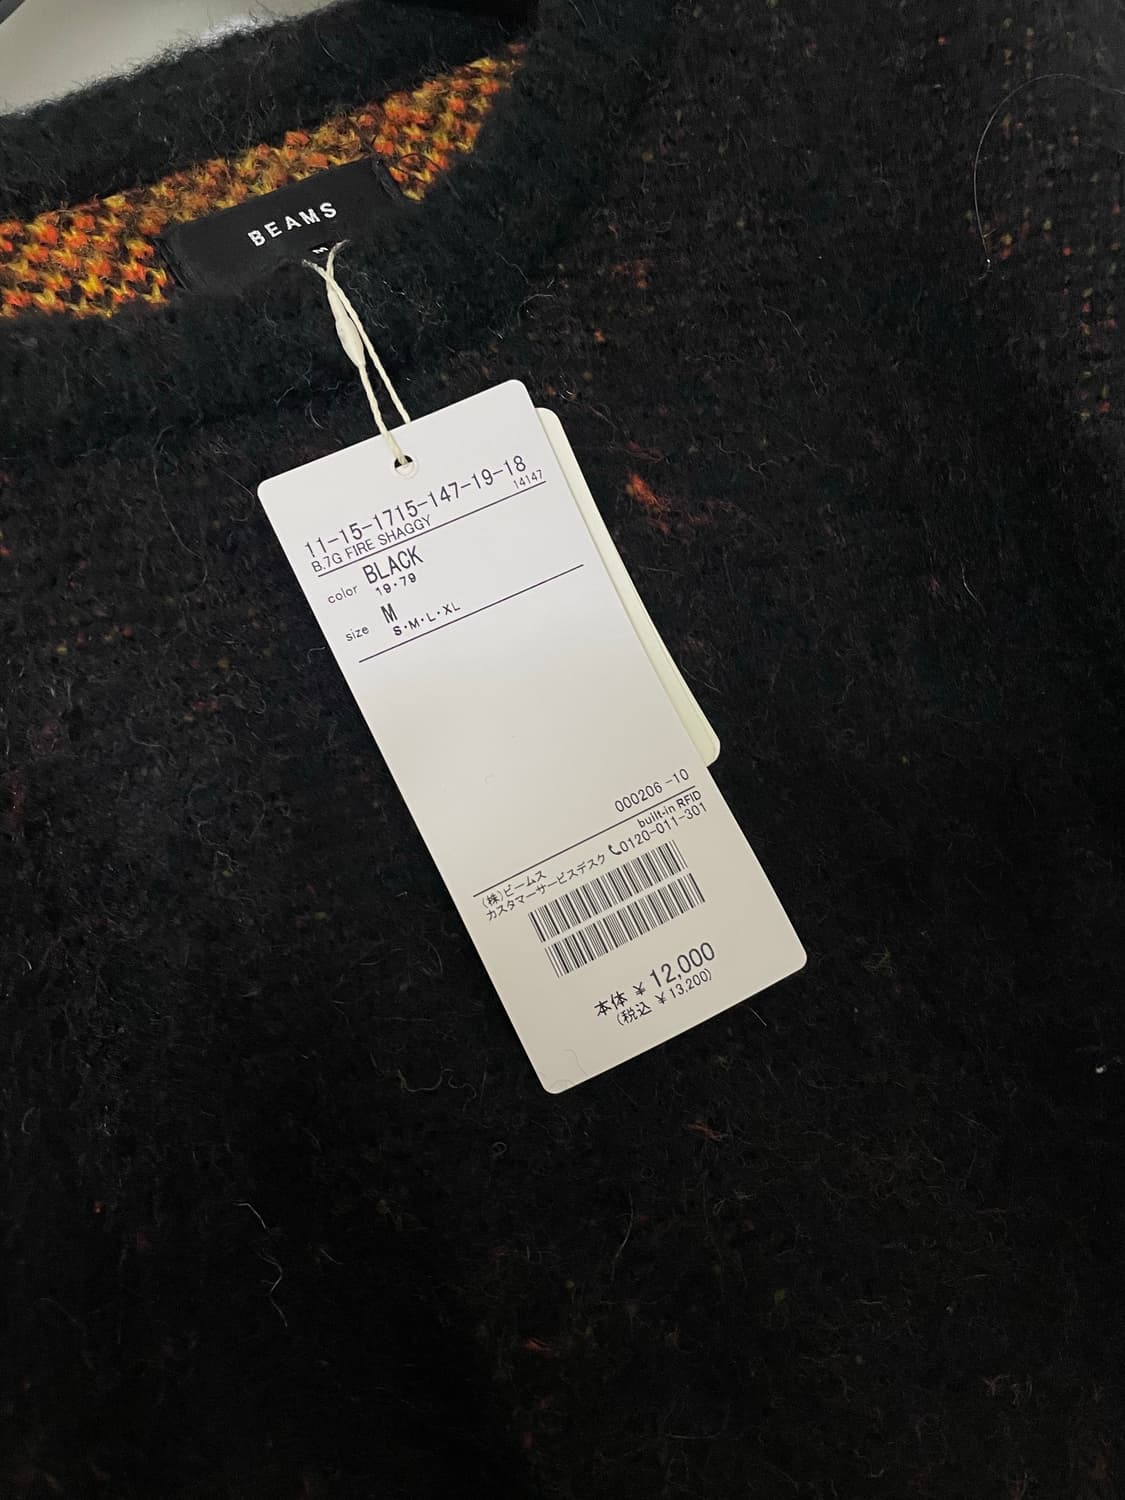 BEAMS
M
11-15-1715-147-19-18
B.7G FIRE SHAGGY 14147
color BLACK
19・79
size M
S・M・L・XL
000206 -10
built-in RFID
(株)ビームス
カスタマーサービスデスク 0120-011-301
本体 ¥ 12,000
(税込 ¥ 13,200)